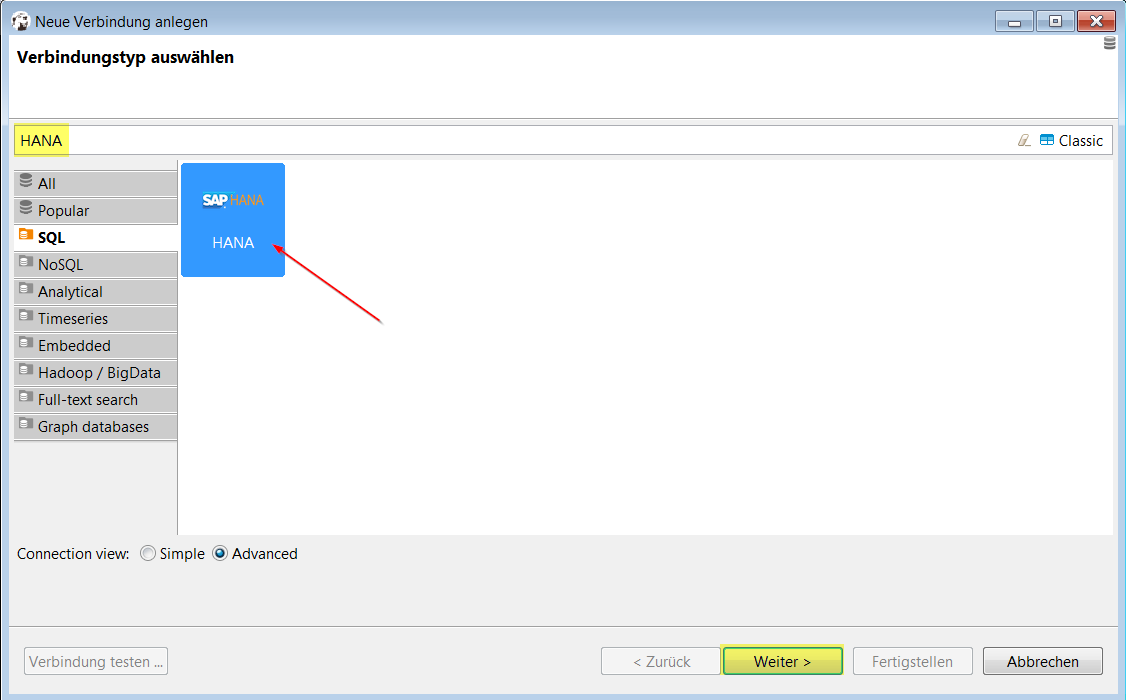 Neue Verbindung anlegen
Verbindungstyp auswählen
HANA
Classic
All
Popular
SQL
NoSQL
Analytical
Timeseries
Embedded
Hadoop / BigData
Full-text search
Graph databases
SAP HANA
HANA
Connection view: Simple Advanced
Verbindung testen ...
< Zurück
Weiter >
Fertigstellen
Abbrechen